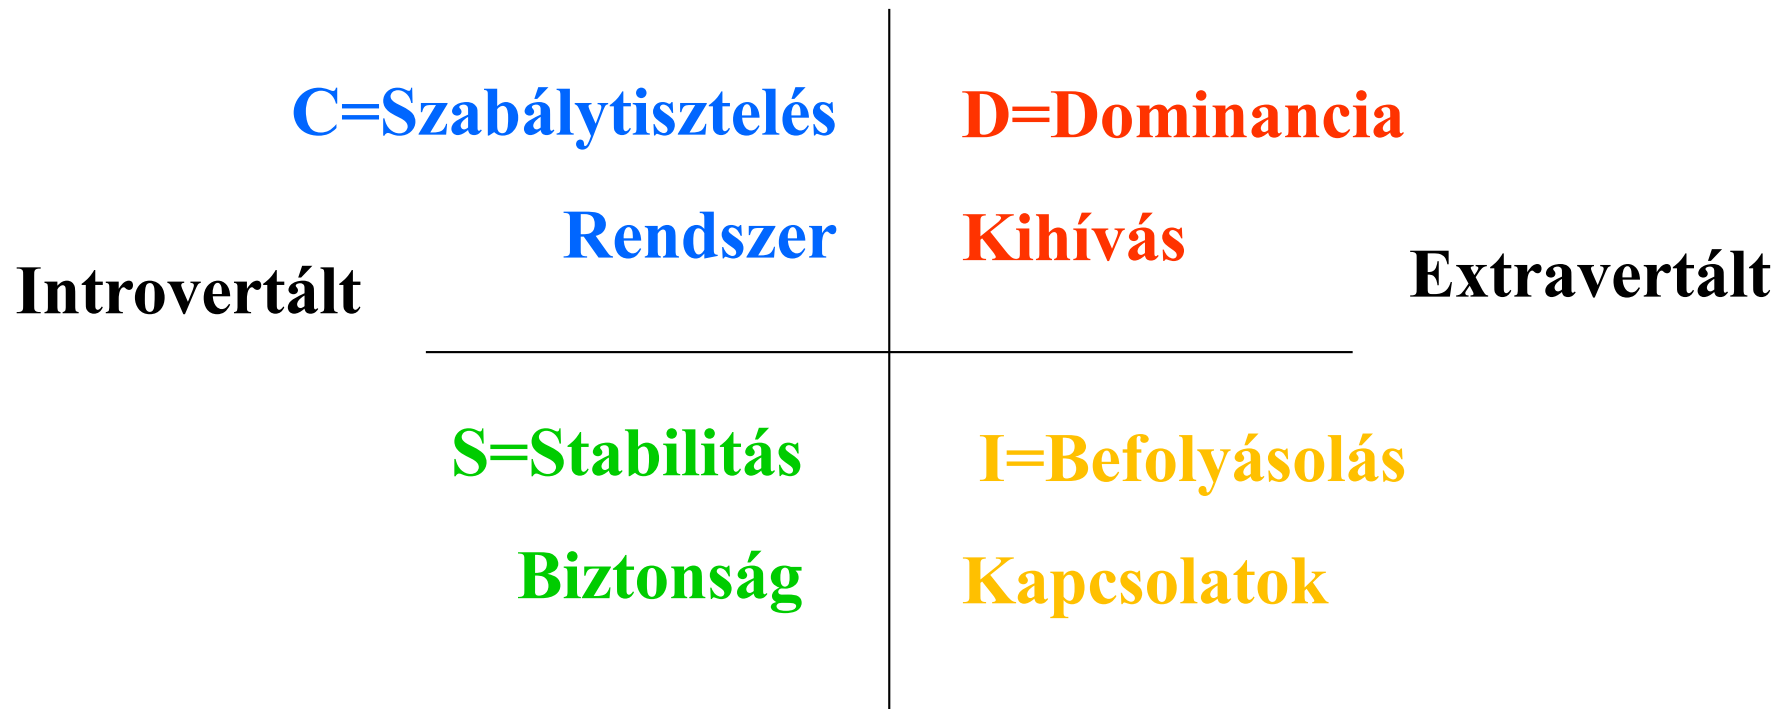 C=Szabálytisztelés
Rendszer
D=Dominancia
Kihívás
Introvertált
Extravertált
S=Stabilitás
Biztonság
I=Befolyásolás
Kapcsolatok